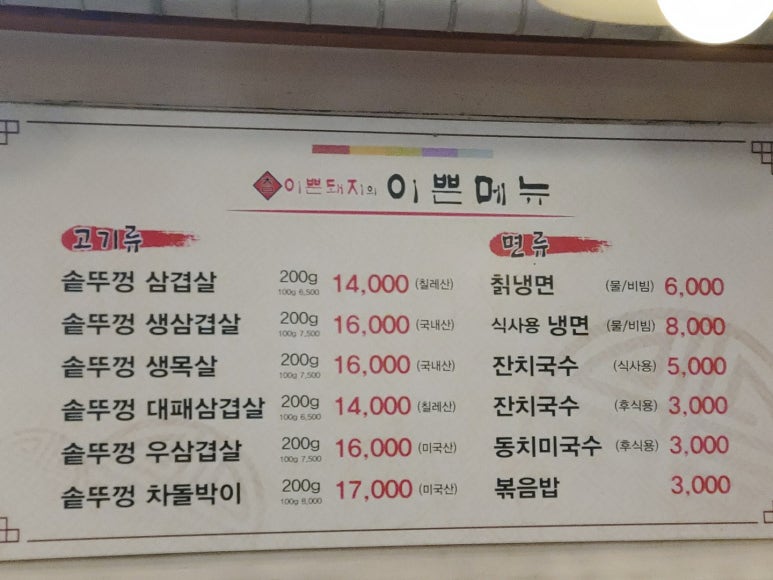 이쁜돼지의 이쁜메뉴
고기류
솥뚜껑 삼겹살 200g 14,000 (칠레산)
100g 6,500
솥뚜껑 생삼겹살 200g 16,000 (국내산)
100g 7,500
솥뚜껑 생목살 200g 16,000 (국내산)
100g 7,500
솥뚜껑 대패삼겹살 200g 14,000 (칠레산)
100g 6,500
솥뚜껑 우삼겹살 200g 16,000 (미국산)
100g 7,500
솥뚜껑 차돌박이 200g 17,000 (미국산)
100g 8,000
면류
칡냉면 (물/비빔) 6,000
식사용 냉면 (물/비빔) 8,000
잔치국수 (식사용) 5,000
잔치국수 (후식용) 3,000
동치미국수 (후식용) 3,000
볶음밥 3,000